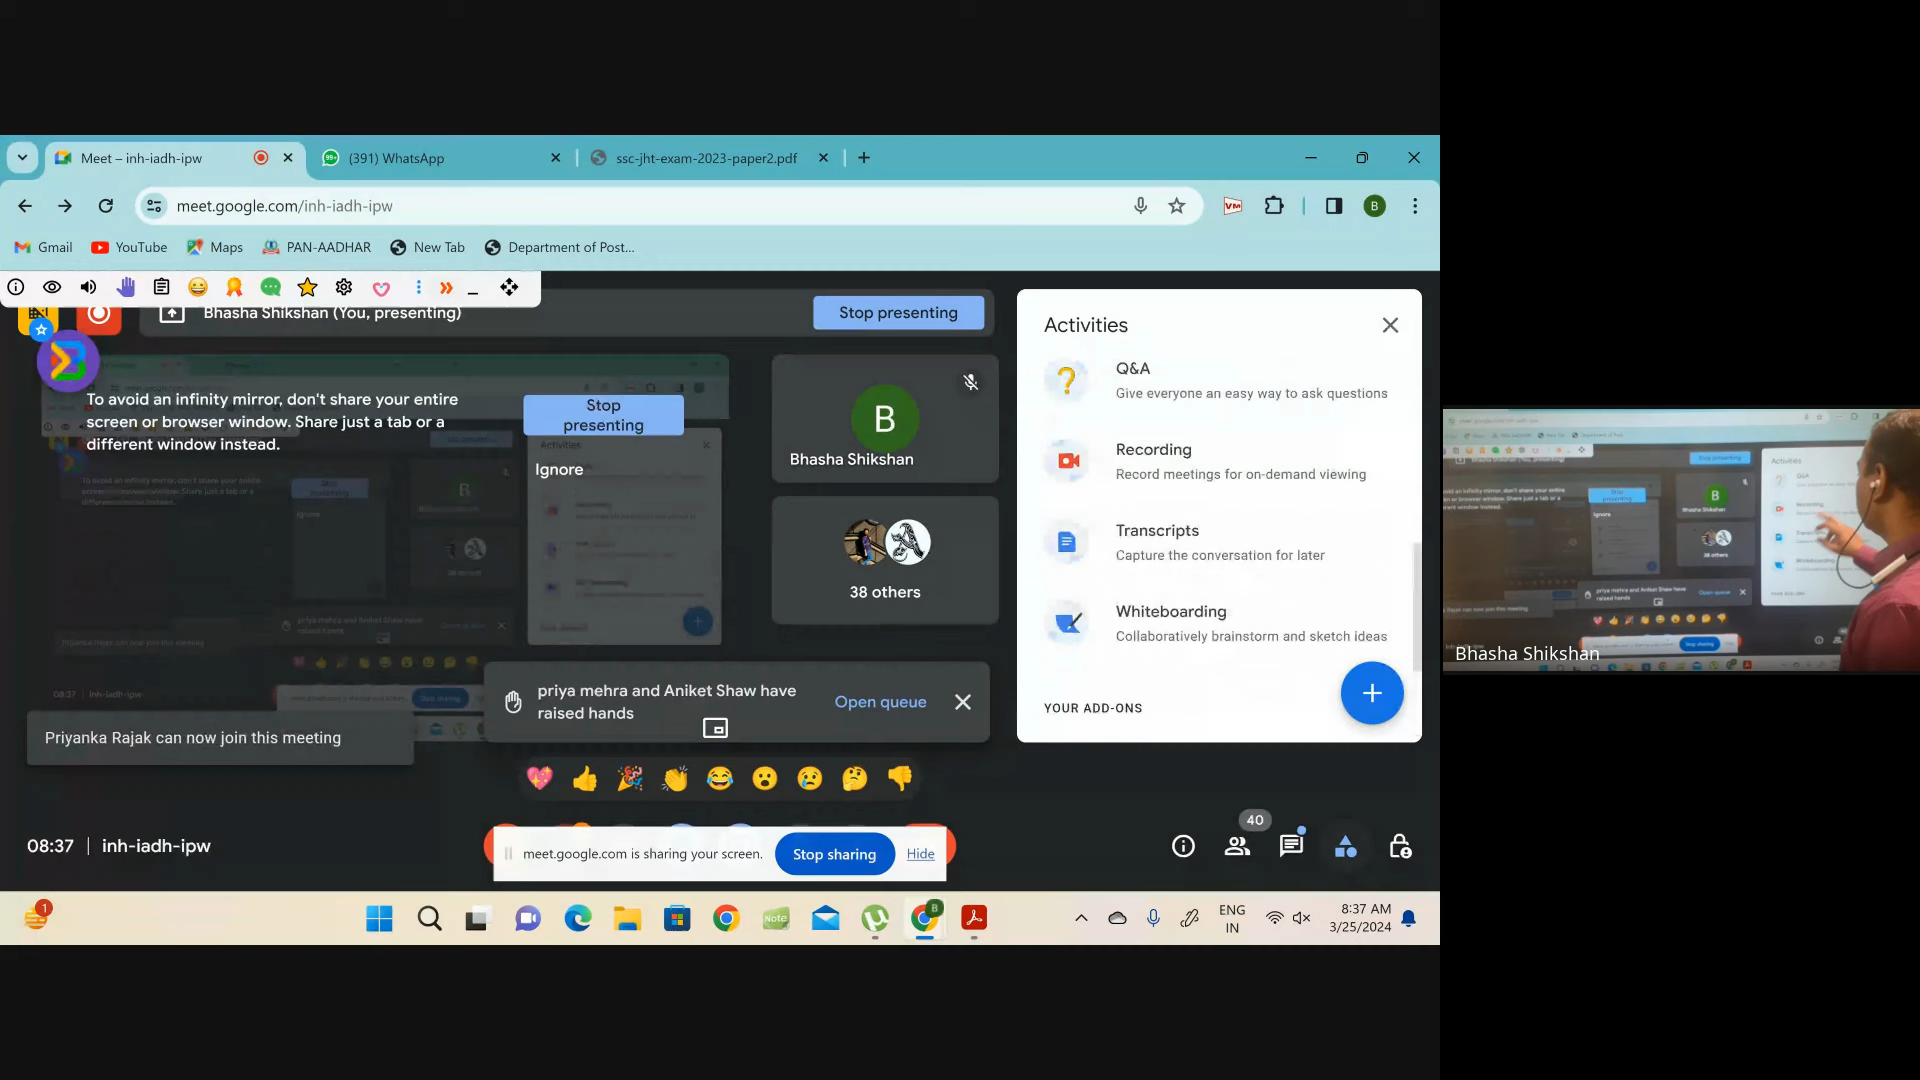 Meet – inh-iadh-ipw
99+
(391) WhatsApp
ssc-jht-exam-2023-paper2.pdf
meet.google.com/inh-iadh-ipw
VM
B
Gmail
YouTube
Maps
PAN-AADHAR
New Tab
Department of Post...
Bhasha Shikshan (You, presenting)
Stop presenting
To avoid an infinity mirror, don't share your entire
screen or browser window. Share just a tab or a
different window instead.
Stop
presenting
Ignore
B
Bhasha Shikshan
38 others
Activities
Q&A
Give everyone an easy way to ask questions
Recording
Record meetings for on-demand viewing
Transcripts
Capture the conversation for later
Whiteboarding
Collaboratively brainstorm and sketch ideas
YOUR ADD-ONS
priya mehra and Aniket Shaw have
raised hands
Open queue
Priyanka Rajak can now join this meeting
08:37 | inh-iadh-ipw
meet.google.com is sharing your screen.
Stop sharing
Hide
40
1
Note
B
ENG
IN
8:37 AM
3/25/2024
Bhasha Shikshan